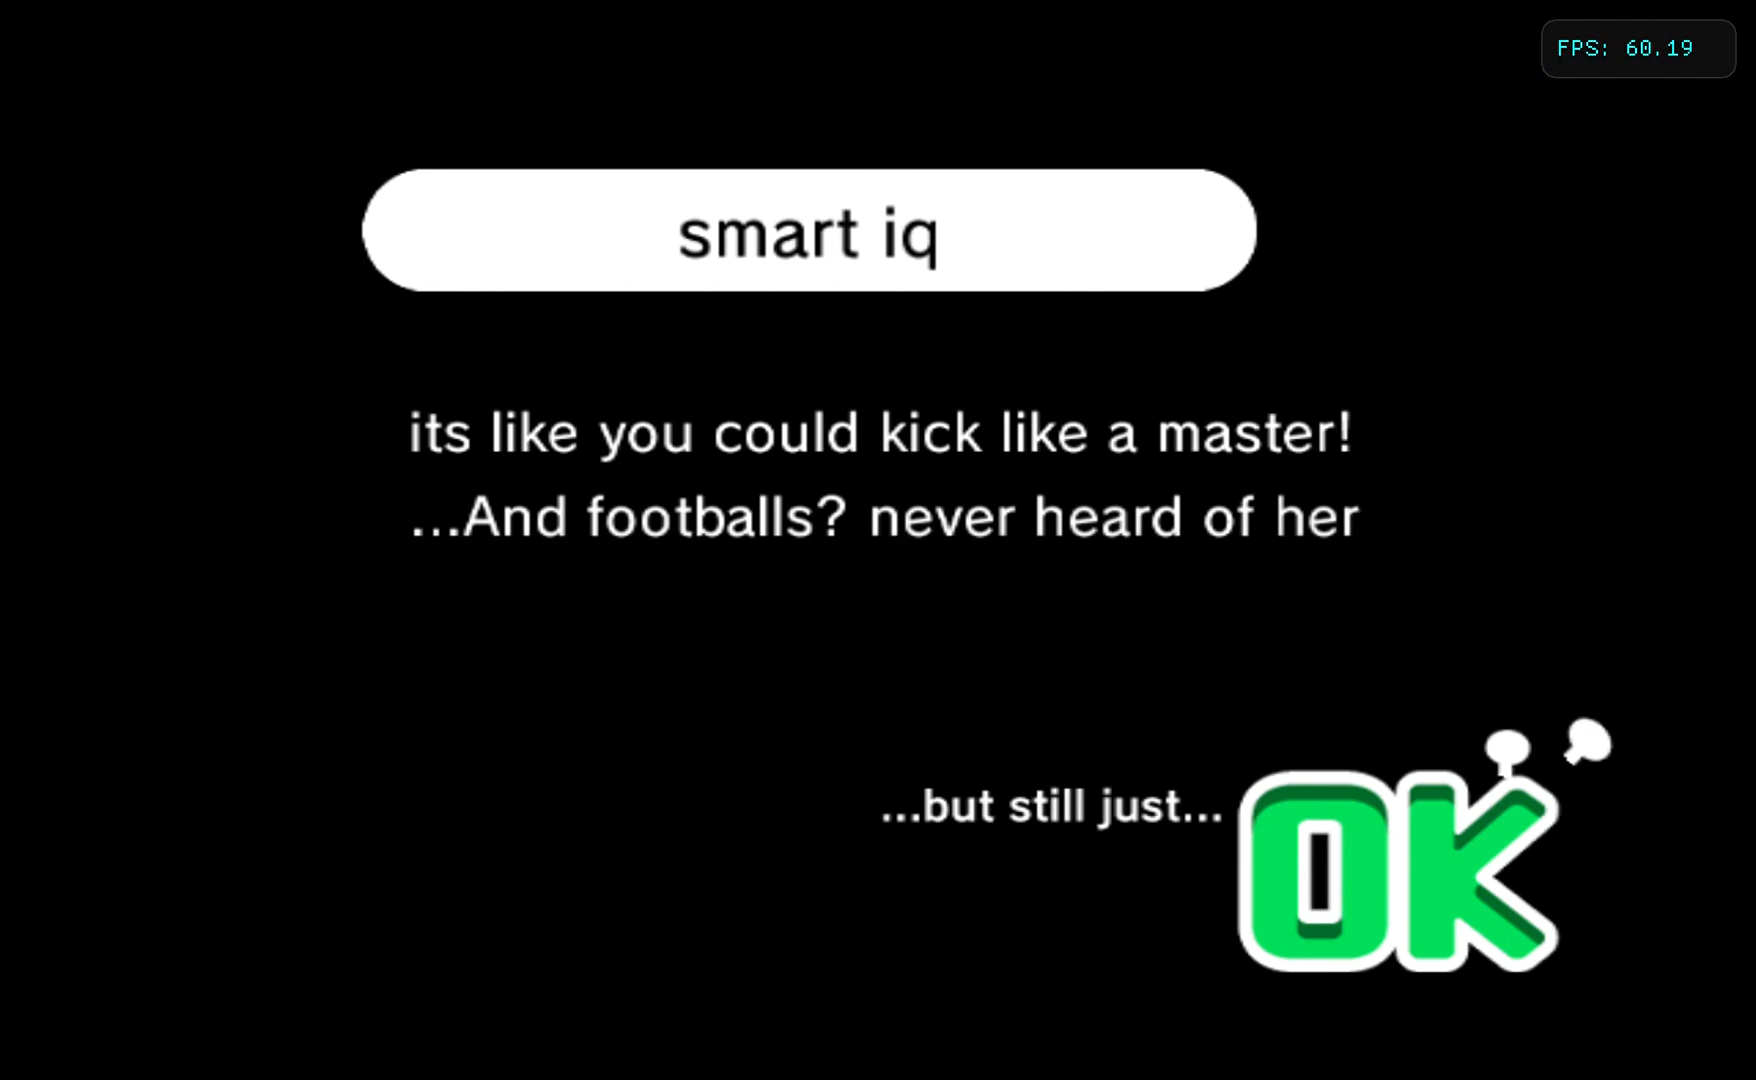 FPS: 60.19
smart iq
its like you could kick like a master!
...And footballs? never heard of her
...but still just...
OK